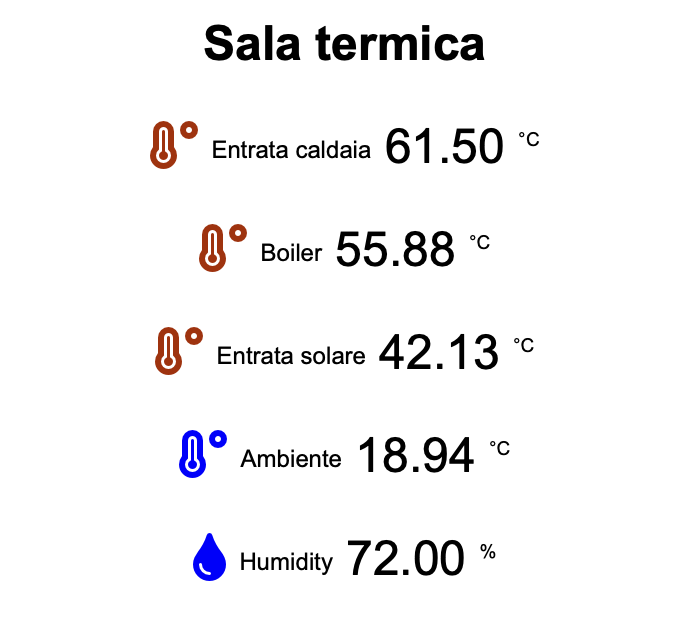 Sala termica
Entrata caldaia 61.50 °C
Boiler 55.88 °C
Entrata solare 42.13 °C
Ambiente 18.94 °C
Humidity 72.00 %